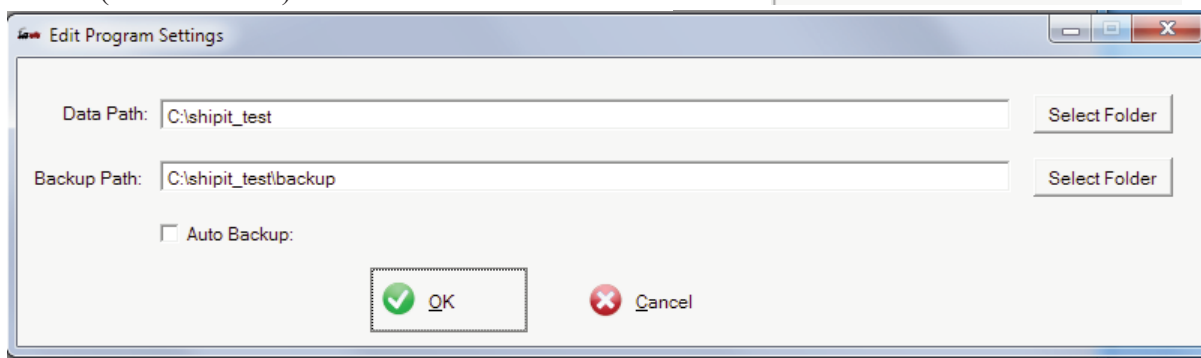 Edit Program Settings
Data Path: C:\shipit_test Select Folder
Backup Path: C:\shipit_test\backup Select Folder
Auto Backup:
OK Cancel